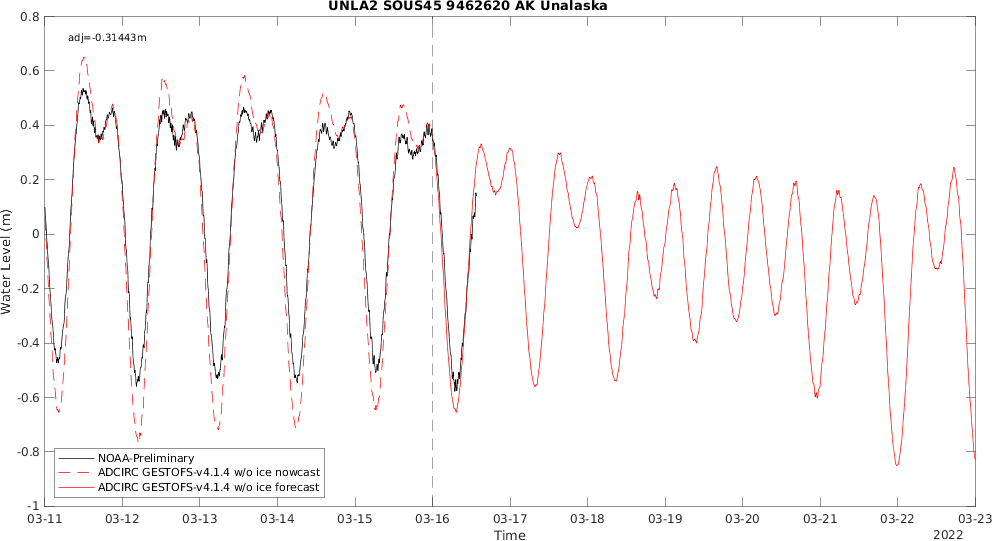 UNLA2 SOUS45 9462620 AK Unalaska
adj=-0.31443m
Water Level (m)
0.8
0.6
0.4
0.2
0
-0.2
-0.4
-0.6
-0.8
-1
NOAA-Preliminary
ADCIRC GESTOFS-v4.1.4 w/o ice nowcast
ADCIRC GESTOFS-v4.1.4 w/o ice forecast
03-11 03-12 03-13 03-14 03-15 03-16 03-17 03-18 03-19 03-20 03-21 03-22 03-23
Time
2022